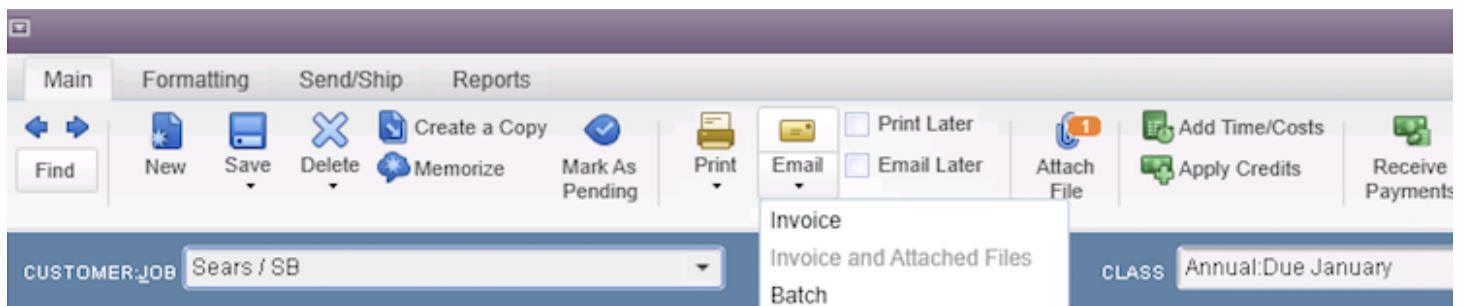 Main Formatting Send/Ship Reports
Find
New
Save
Delete
Create a Copy
Memorize
Mark As
Pending
Print
Email
Print Later
Email Later
1
Attach
File
Add Time/Costs
Apply Credits
Receive
Payments
Invoice
Invoice and Attached Files
Batch
CUSTOMER:JOB Sears / SB
CLASS Annual:Due January